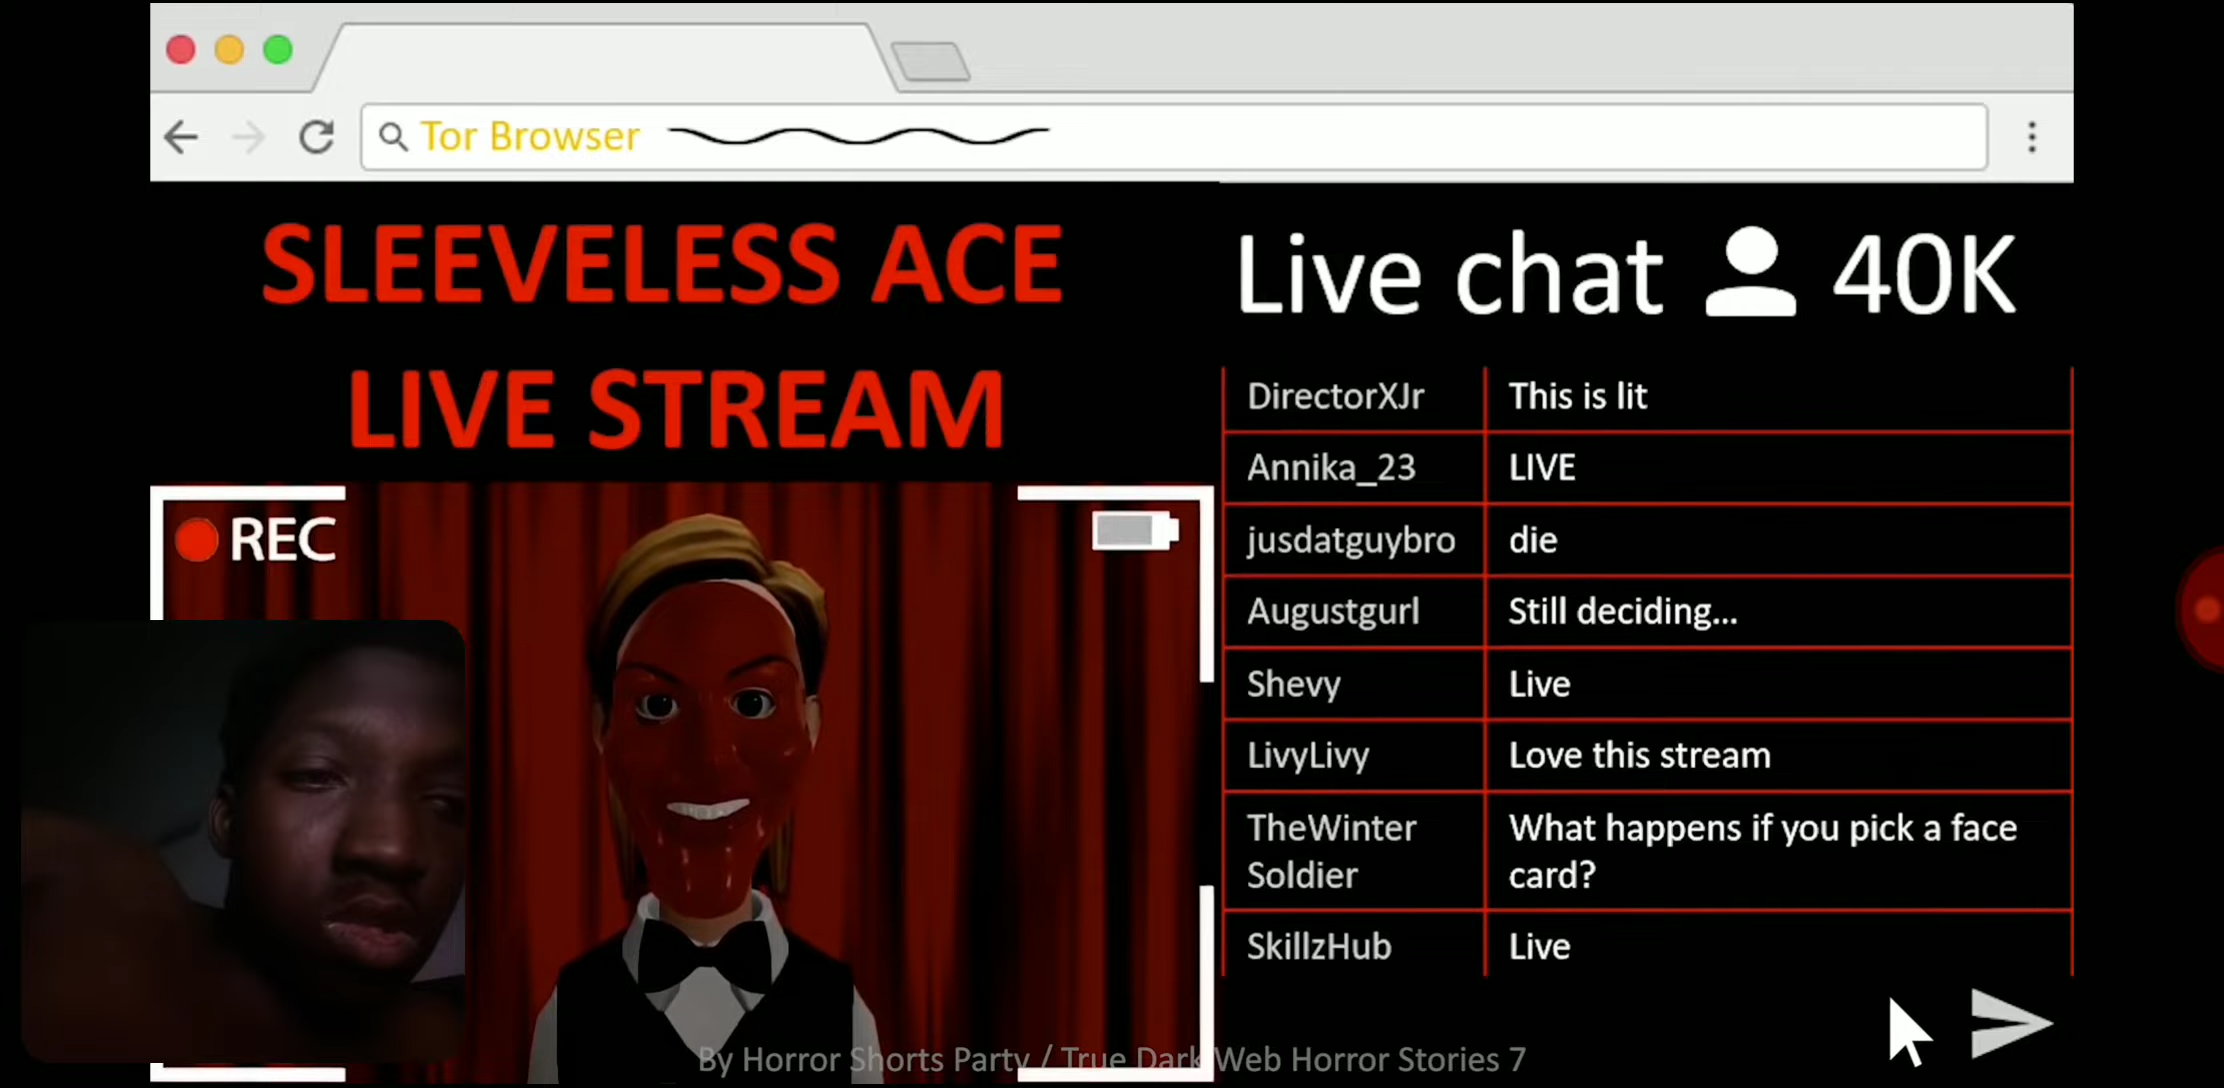 Tor Browser
SLEEVELESS ACE
LIVE STREAM
REC
Live chat 40K
DirectorXJr This is lit
Annika_23 LIVE
jusdatguybro die
Augustgurl Still deciding...
Shevy Live
LivyLivy Love this stream
TheWinter What happens if you pick a face
Soldier card?
SkillzHub Live
By Horror Shorts Party / True Dark Web Horror Stories 7